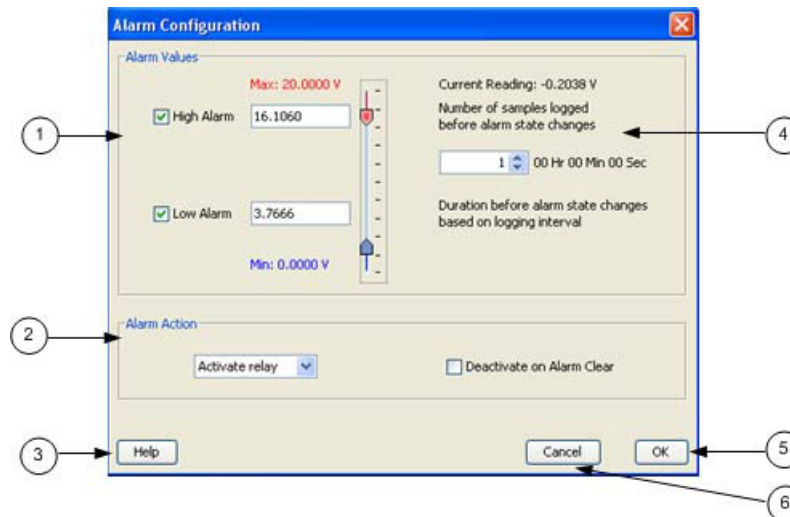 Alarm Configuration
Alarm Values
Max: 20.0000 V
High Alarm
16.1060
Low Alarm
3.7666
Min: 0.0000 V
Current Reading: -0.2038 V
Number of samples logged
before alarm state changes
1
00 Hr 00 Min 00 Sec
Duration before alarm state changes
based on logging interval
Alarm Action
Activate relay
Deactivate on Alarm Clear
Help
Cancel
OK
1
2
3
4
5
6